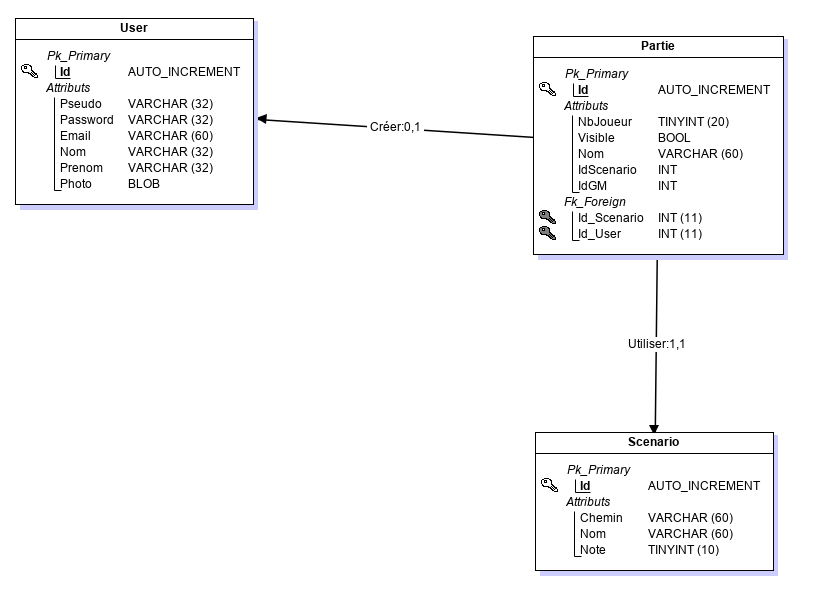 User
Pk_Primary
Id AUTO_INCREMENT
Attributs
Pseudo VARCHAR (32)
Password VARCHAR (32)
Email VARCHAR (60)
Nom VARCHAR (32)
Prenom VARCHAR (32)
Photo BLOB
Créer:0,1
Partie
Pk_Primary
Id AUTO_INCREMENT
Attributs
NbJoueur TINYINT (20)
Visible BOOL
Nom VARCHAR (60)
IdScenario INT
IdGM INT
Fk_Foreign
Id_Scenario INT (11)
Id_User INT (11)
Utiliser:1,1
Scenario
Pk_Primary
Id AUTO_INCREMENT
Attributs
Chemin VARCHAR (60)
Nom VARCHAR (60)
Note TINYINT (10)